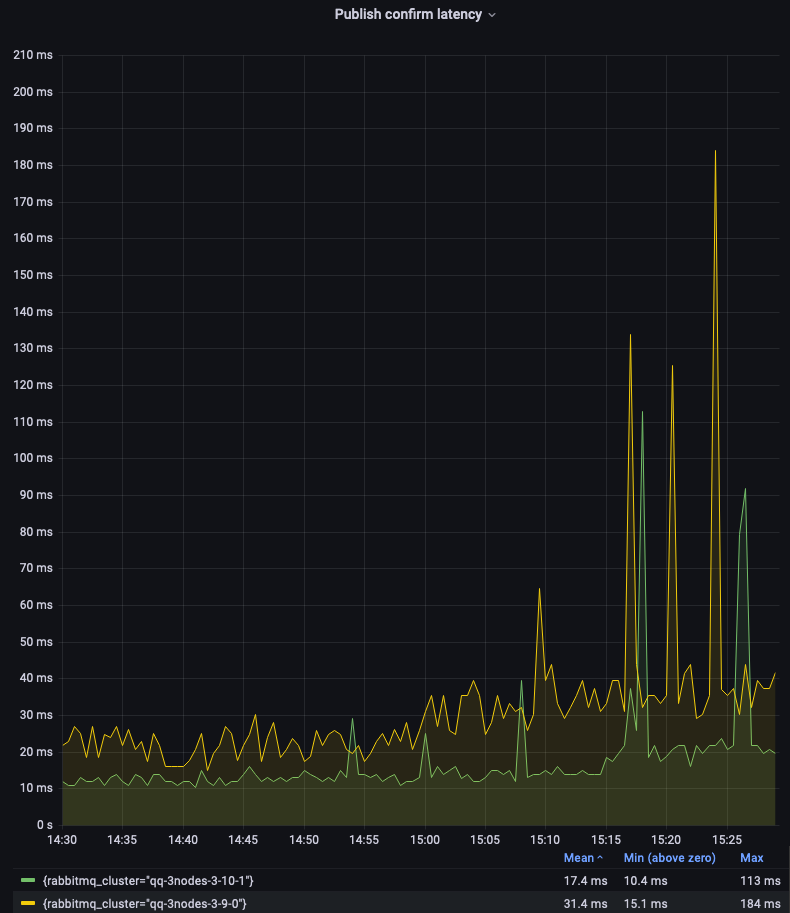 Publish confirm latency
210 ms
200 ms
190 ms
180 ms
170 ms
160 ms
150 ms
140 ms
130 ms
120 ms
110 ms
100 ms
90 ms
80 ms
70 ms
60 ms
50 ms
40 ms
30 ms
20 ms
10 ms
0 s
14:30 14:35 14:40 14:45 14:50 14:55 15:00 15:05 15:10 15:15 15:20 15:25
Mean Min (above zero) Max
{rabbitmq_cluster="qq-3nodes-3-10-1"} 17.4 ms 10.4 ms 113 ms
{rabbitmq_cluster="qq-3nodes-3-9-0"} 31.4 ms 15.1 ms 184 ms